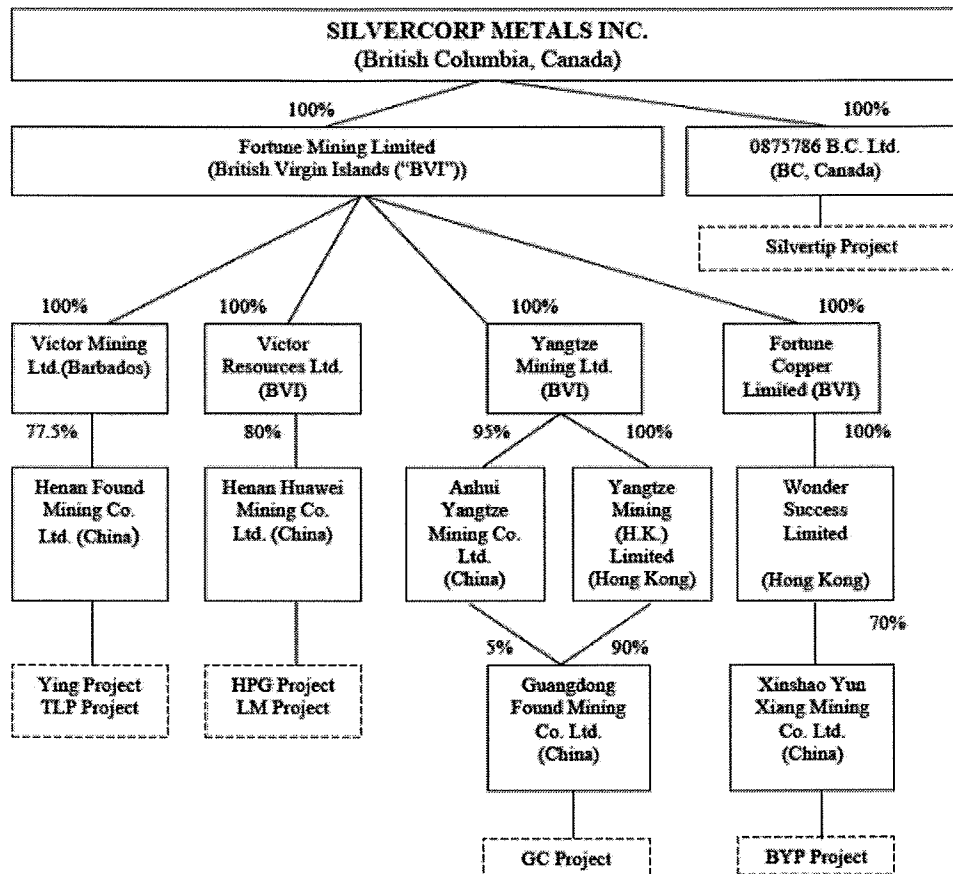 SILVERCORP METALS INC.
(British Columbia, Canada)
100%
100%
Fortune Mining Limited
(British Virgin Islands ("BVI"))
0875786 B.C. Ltd.
(BC, Canada)
Silvertip Project
100%
100%
100%
100%
Victor Mining
Ltd.(Barbados)
Victor
Resources Ltd.
(BVI)
Yangtze
Mining Ltd.
(BVI)
Fortune
Copper
Limited (BVI)
77.5%
80%
95%
100%
100%
Henan Found
Mining Co.
Ltd. (China)
Henan Huawei
Mining Co.
Ltd. (China)
Anhui
Yangtze
Mining Co.
Ltd.
(China)
Yangtze
Mining
(H.K.)
Limited
(Hong Kong)
Wonder
Success
Limited
(Hong Kong)
5%
90%
70%
Ying Project
TLP Project
HPG Project
LM Project
Guangdong
Found Mining
Co. Ltd.
(China)
Xinshao Yun
Xiang Mining
Co. Ltd.
(China)
GC Project
BYP Project